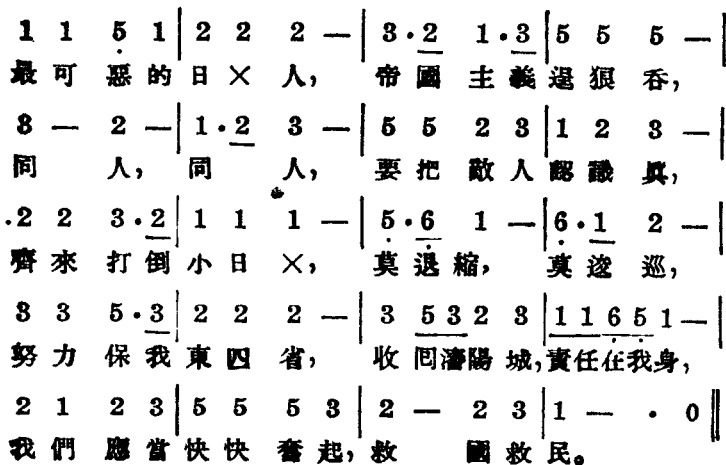 1 1 5 1 | 2 2 2 — | 3 · 2 1 · 3 | 5 5 5 — |
最可惡的日×人, 帝國主義逞狠吞,
3 — 2 — | 1 · 2 3 — | 5 5 2 3 | 1 2 3 — |
同人, 同人, 要把敵人認識真,
2 2 3 · 2 | 1 1 1 — | 5 · 6 1 — | 6 · 1 2 — |
齊來打倒小日×, 莫退縮, 莫逡巡,
3 3 5 · 3 | 2 2 2 — | 3 5 3 2 3 | 1 1 6 5 1 — |
努力保我東四省, 收囘瀋陽城,責任在我身,
2 1 2 3 | 5 5 5 3 | 2 — 2 3 | 1 — · 0 ‖
我們應當快快奮起, 救國救民。